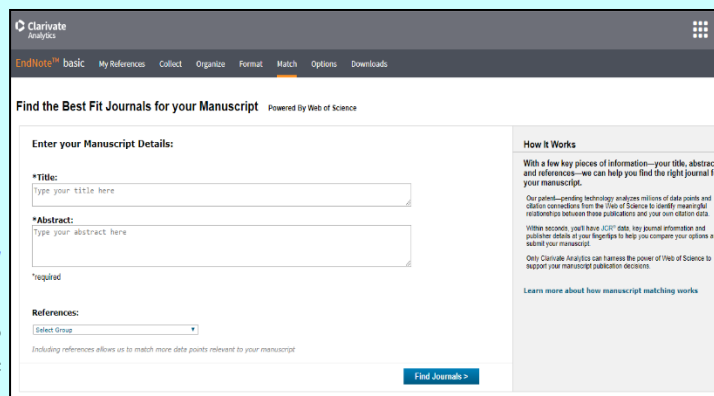 Clarivate
Analytics
EndNote™ basic My References Collect Organize Format Match Options Downloads
Find the Best Fit Journals for your Manuscript Powered By Web of Science
Enter your Manuscript Details:
*Title:
Type your title here
*Abstract:
Type your abstract here
*required
References:
Select Group
Including references allows us to match more data points relevant to your manuscript
Find Journals >
How It Works
With a few key pieces of information—your title, abstract
and references—we can help you find the right journal
your manuscript.
Our patent—pending technology analyzes millions of data points and
citation connections from the Web of Science to identify meaningful
relationships between these publications and your own citation data.
Within seconds, you'll have JCR® data, key journal information and
publisher details at your fingertips to help you compare your options
submit your manuscript.
Only Clarivate Analytics can harness the power of Web of Science to
support your manuscript publication decisions.
Learn more about how manuscript matching works